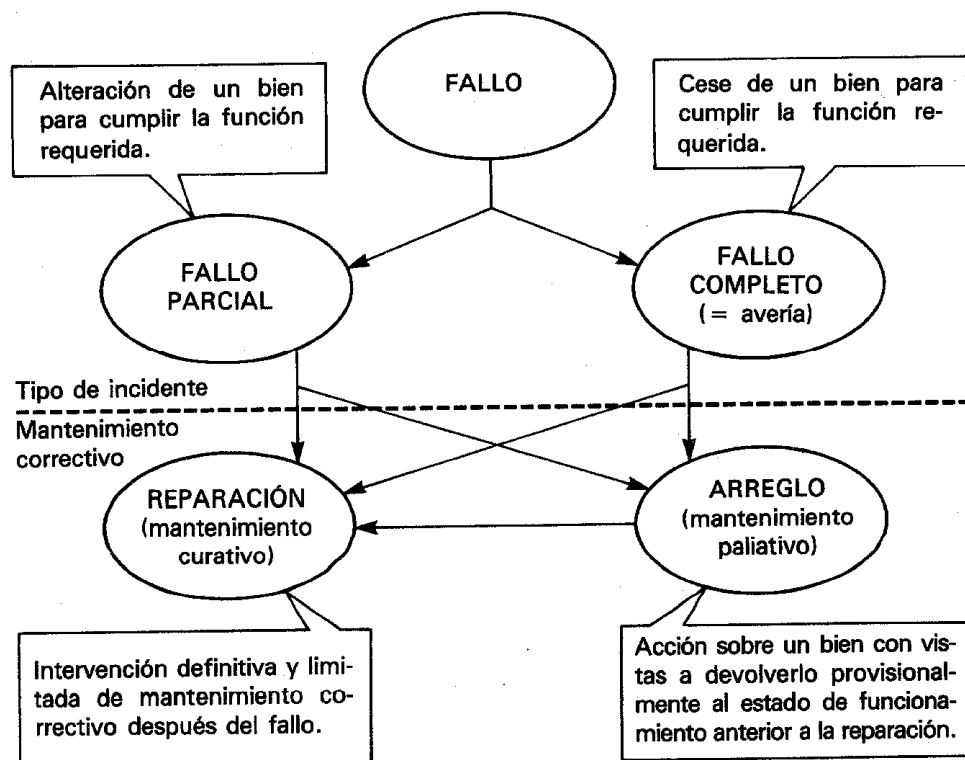 FALLO
Alteración de un bien
para cumplir la función
requerida.
Cese de un bien para
cumplir la función re-
querida.
FALLO
PARCIAL
FALLO
COMPLETO
(= avería)
Tipo de incidente
Mantenimiento
correctivo
REPARACIÓN
(mantenimiento
curativo)
ARREGLO
(mantenimiento
paliativo)
Intervención definitiva y limi-
tada de mantenimiento co-
rrectivo después del fallo.
Acción sobre un bien con vis-
tas a devolverlo provisional-
mente al estado de funciona-
miento anterior a la reparación.